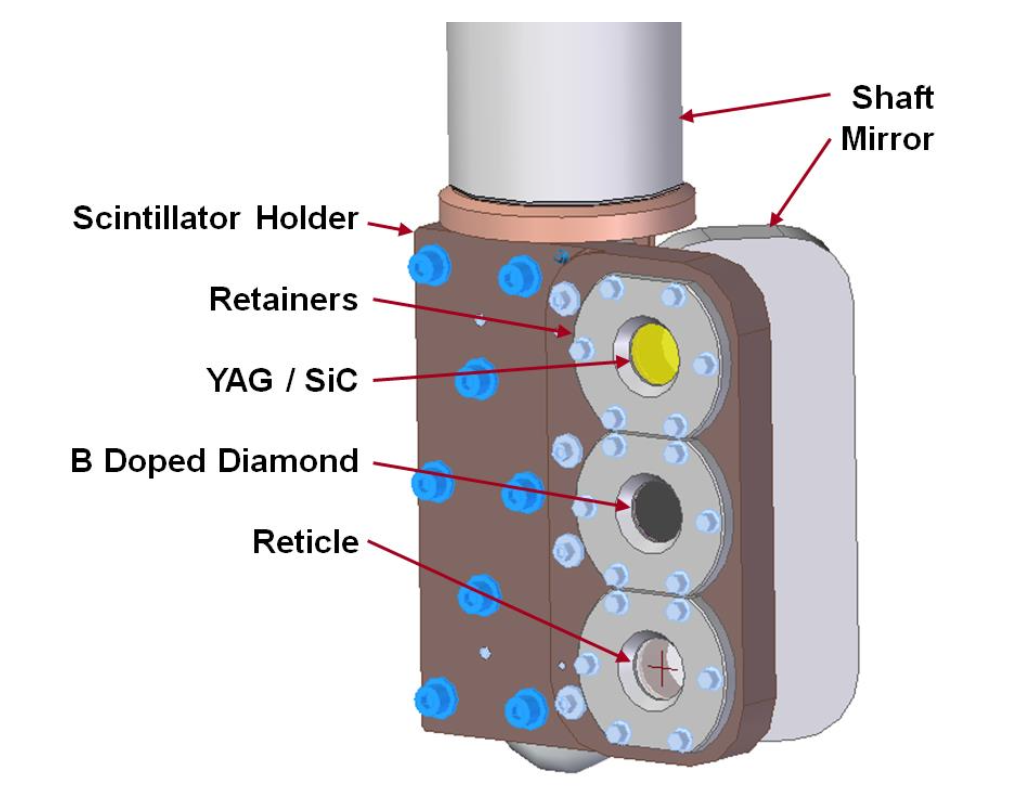 Shaft
Mirror
Scintillator Holder
Retainers
YAG / SiC
B Doped Diamond
Reticle